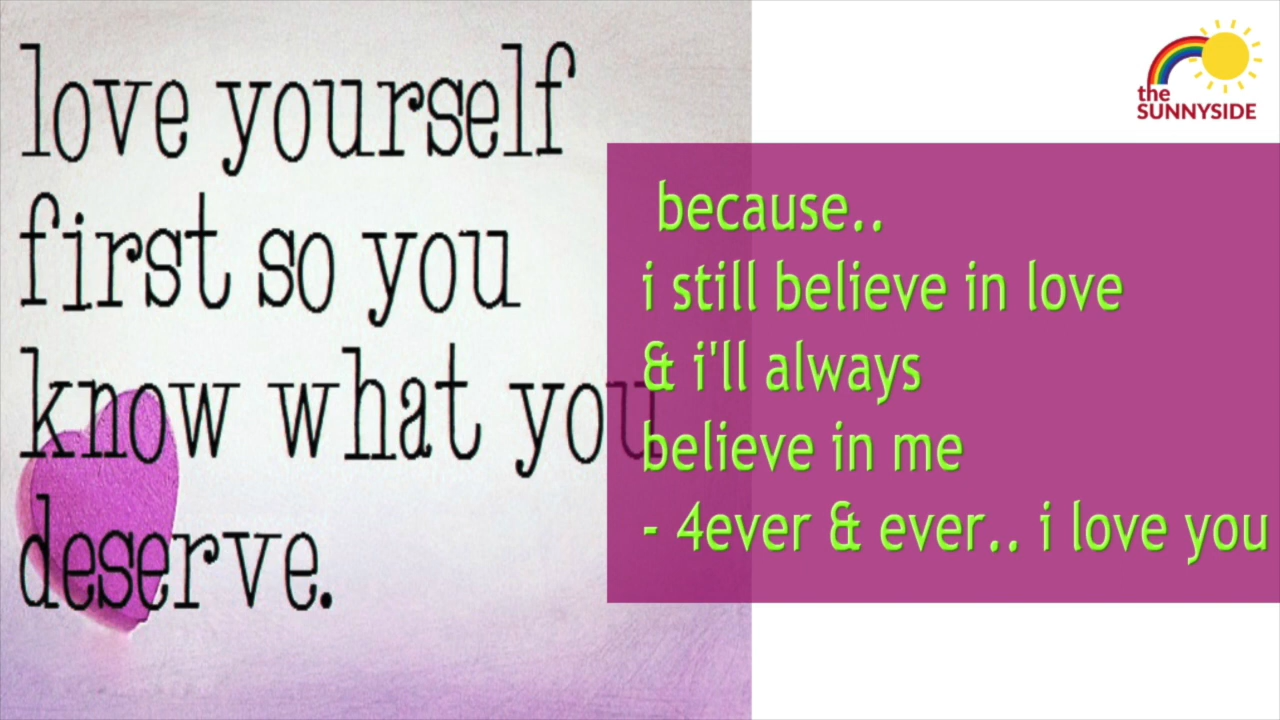 love yourself
first so you
know what you
deserve.
the
SUNNYSIDE
because..
i still believe in love
& i'll always
believe in me
- 4ever & ever.. i love you